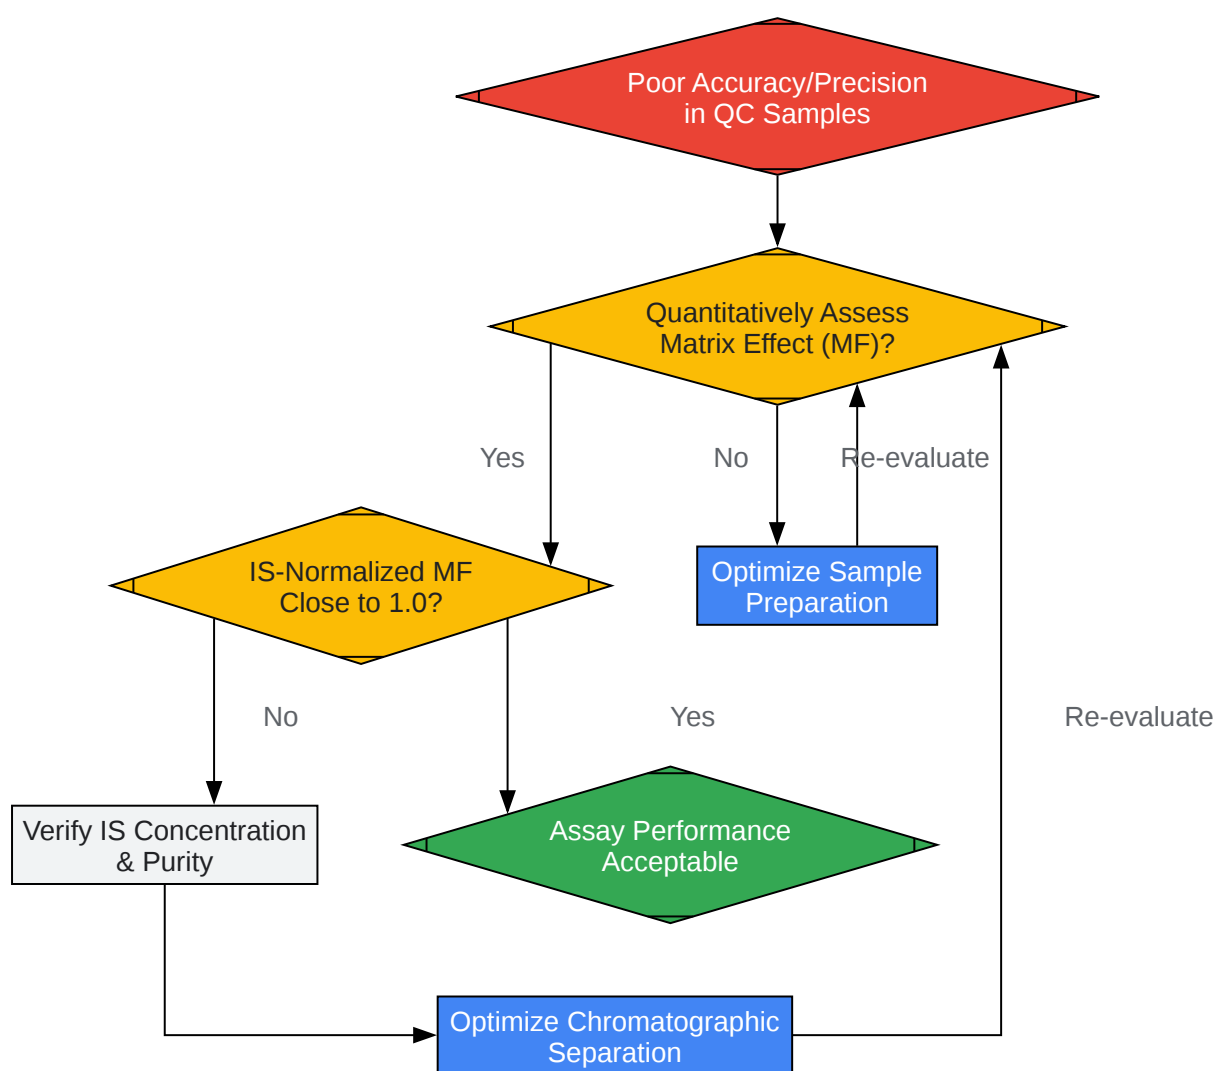 Poor Accuracy/Precision
in QC Samples
Quantitatively Assess
Matrix Effect (MF)?
Yes
No
Re-evaluate
IS-Normalized MF
Close to 1.0?
Optimize Sample
Preparation
No
Yes
Re-evaluate
Verify IS Concentration
& Purity
Assay Performance
Acceptable
Optimize Chromatographic
Separation